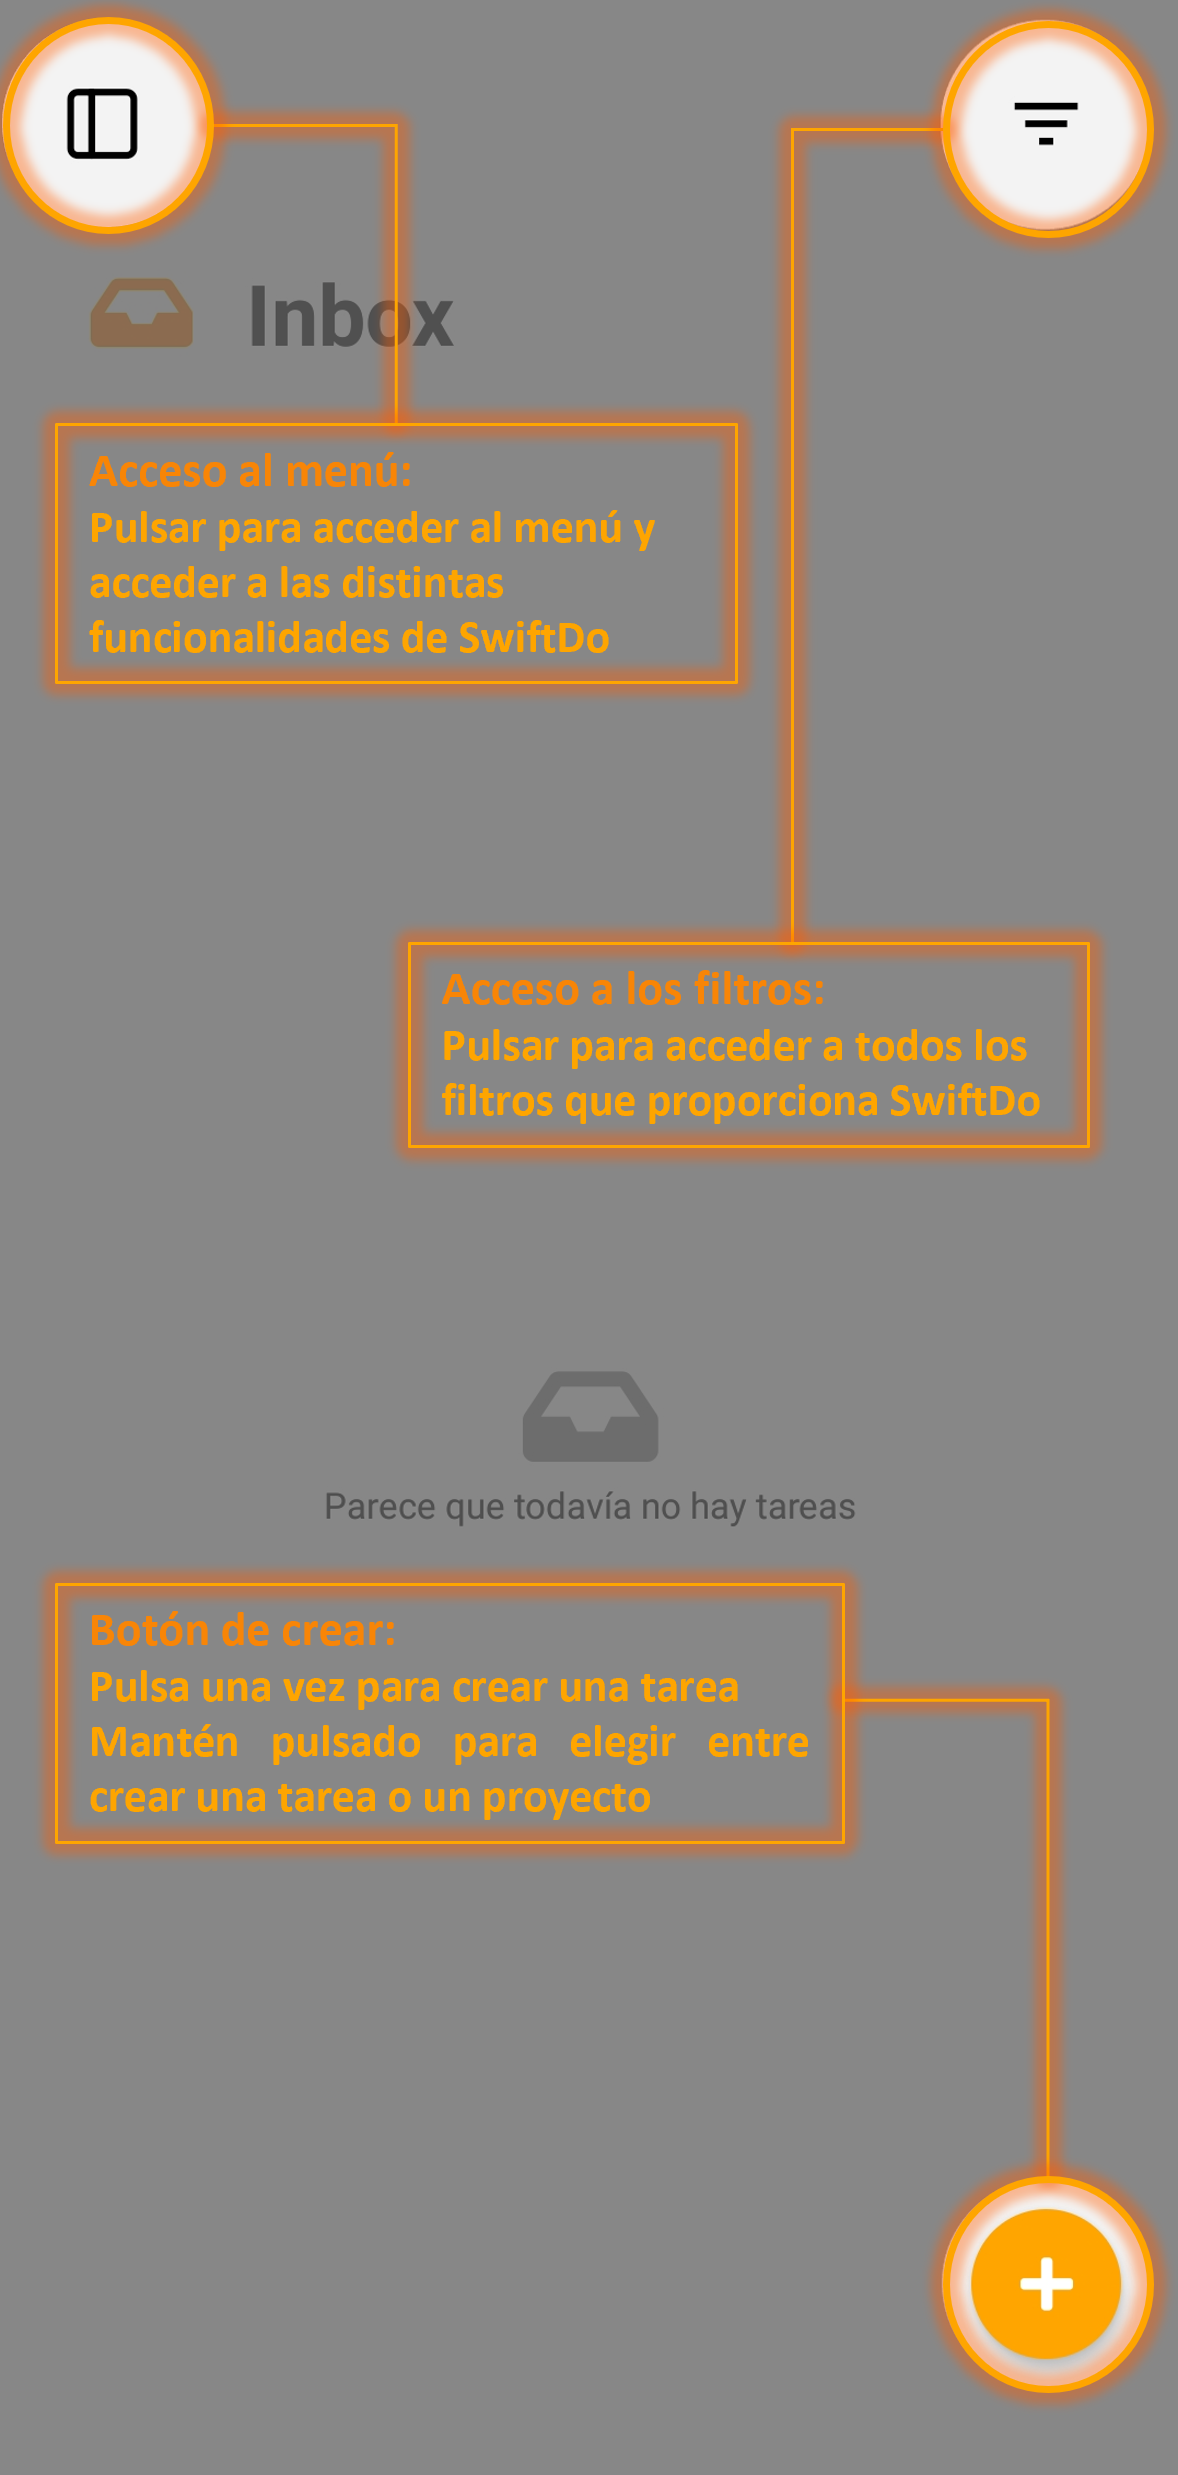 Inbox
Acceso al menú:
Pulsar para acceder al menú y
acceder a las distintas
funcionalidades de SwiftDo
Acceso a los filtros:
Pulsar para acceder a todos los
filtros que proporciona SwiftDo
Parece que todavía no hay tareas
Botón de crear:
Pulsa una vez para crear una tarea
Mantén pulsado para elegir entre
crear una tarea o un proyecto